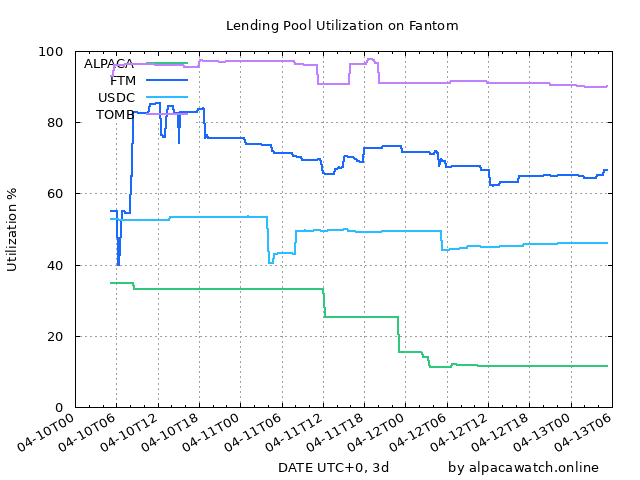 Lending Pool Utilization on Fantom
ALPACA
FTM
USDC
TOMB
Utilization %
100
80
60
40
20
0
04-10T00
04-10T06
04-10T12
04-10T18
04-11T00
04-11T06
04-11T12
04-11T18
04-12T00
04-12T06
04-12T12
04-12T18
04-13T00
04-13T06
DATE UTC+0, 3d
by alpacawatch.online